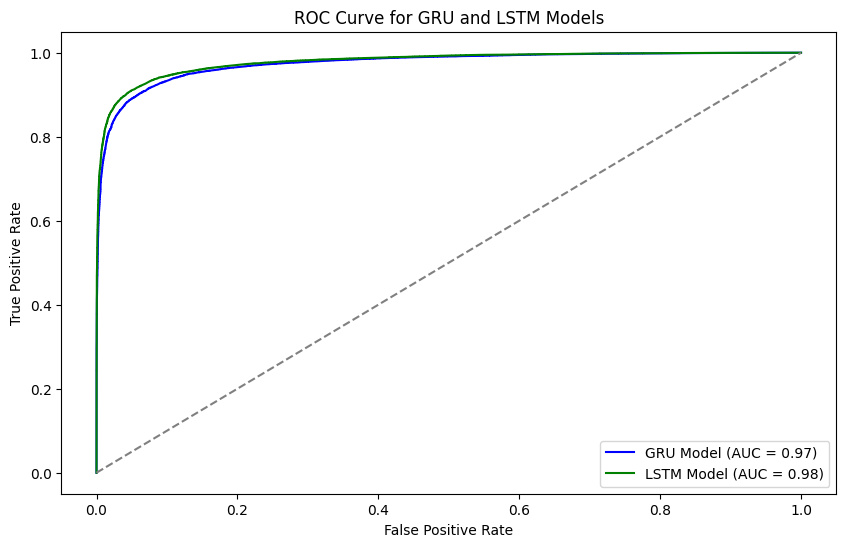 ROC Curve for GRU and LSTM Models
True Positive Rate
1.0
0.8
0.6
0.4
0.2
0.0
GRU Model (AUC = 0.97)
LSTM Model (AUC = 0.98)
0.0 0.2 0.4 0.6 0.8 1.0
False Positive Rate